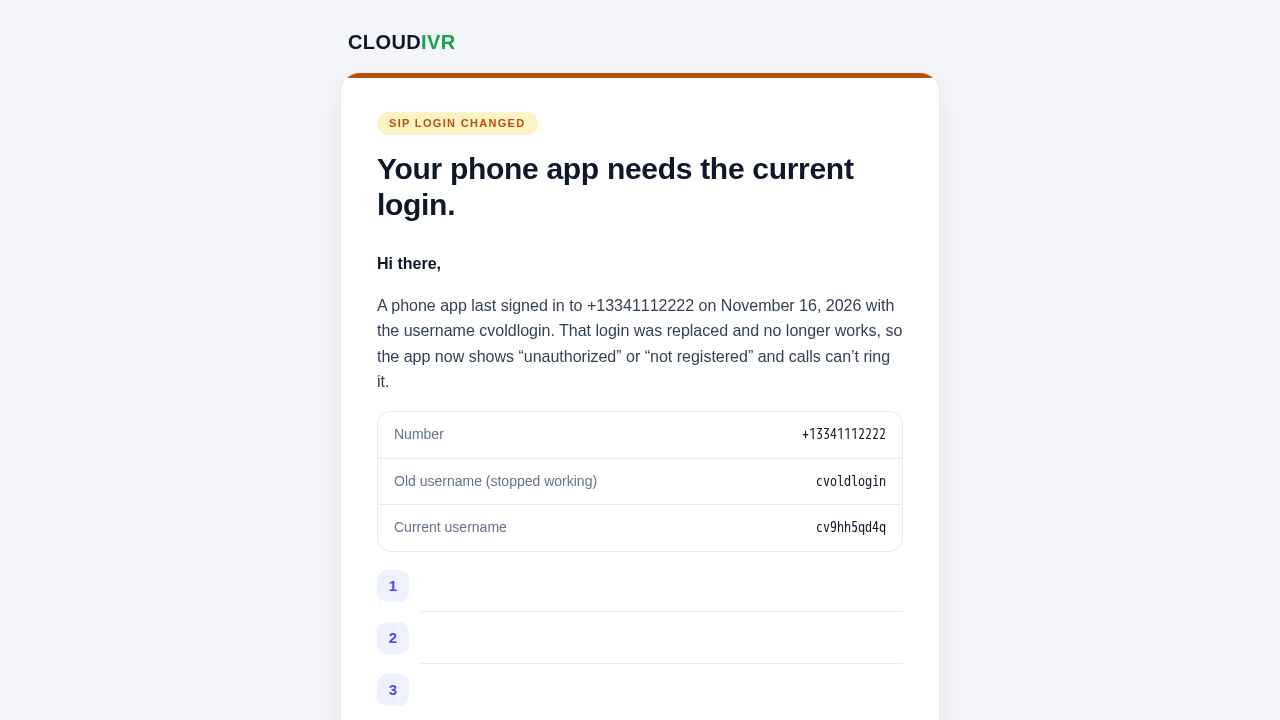 CLOUDIVR
SIP LOGIN CHANGED
Your phone app needs the current
login.
Hi there,
A phone app last signed in to +13341112222 on November 16, 2026 with
the username cvoldlogin. That login was replaced and no longer works, so
the app now shows “unauthorized” or “not registered” and calls can’t ring
it.
Number +13341112222
Old username (stopped working) cvoldlogin
Current username cv9hh5qd4q
1
2
3